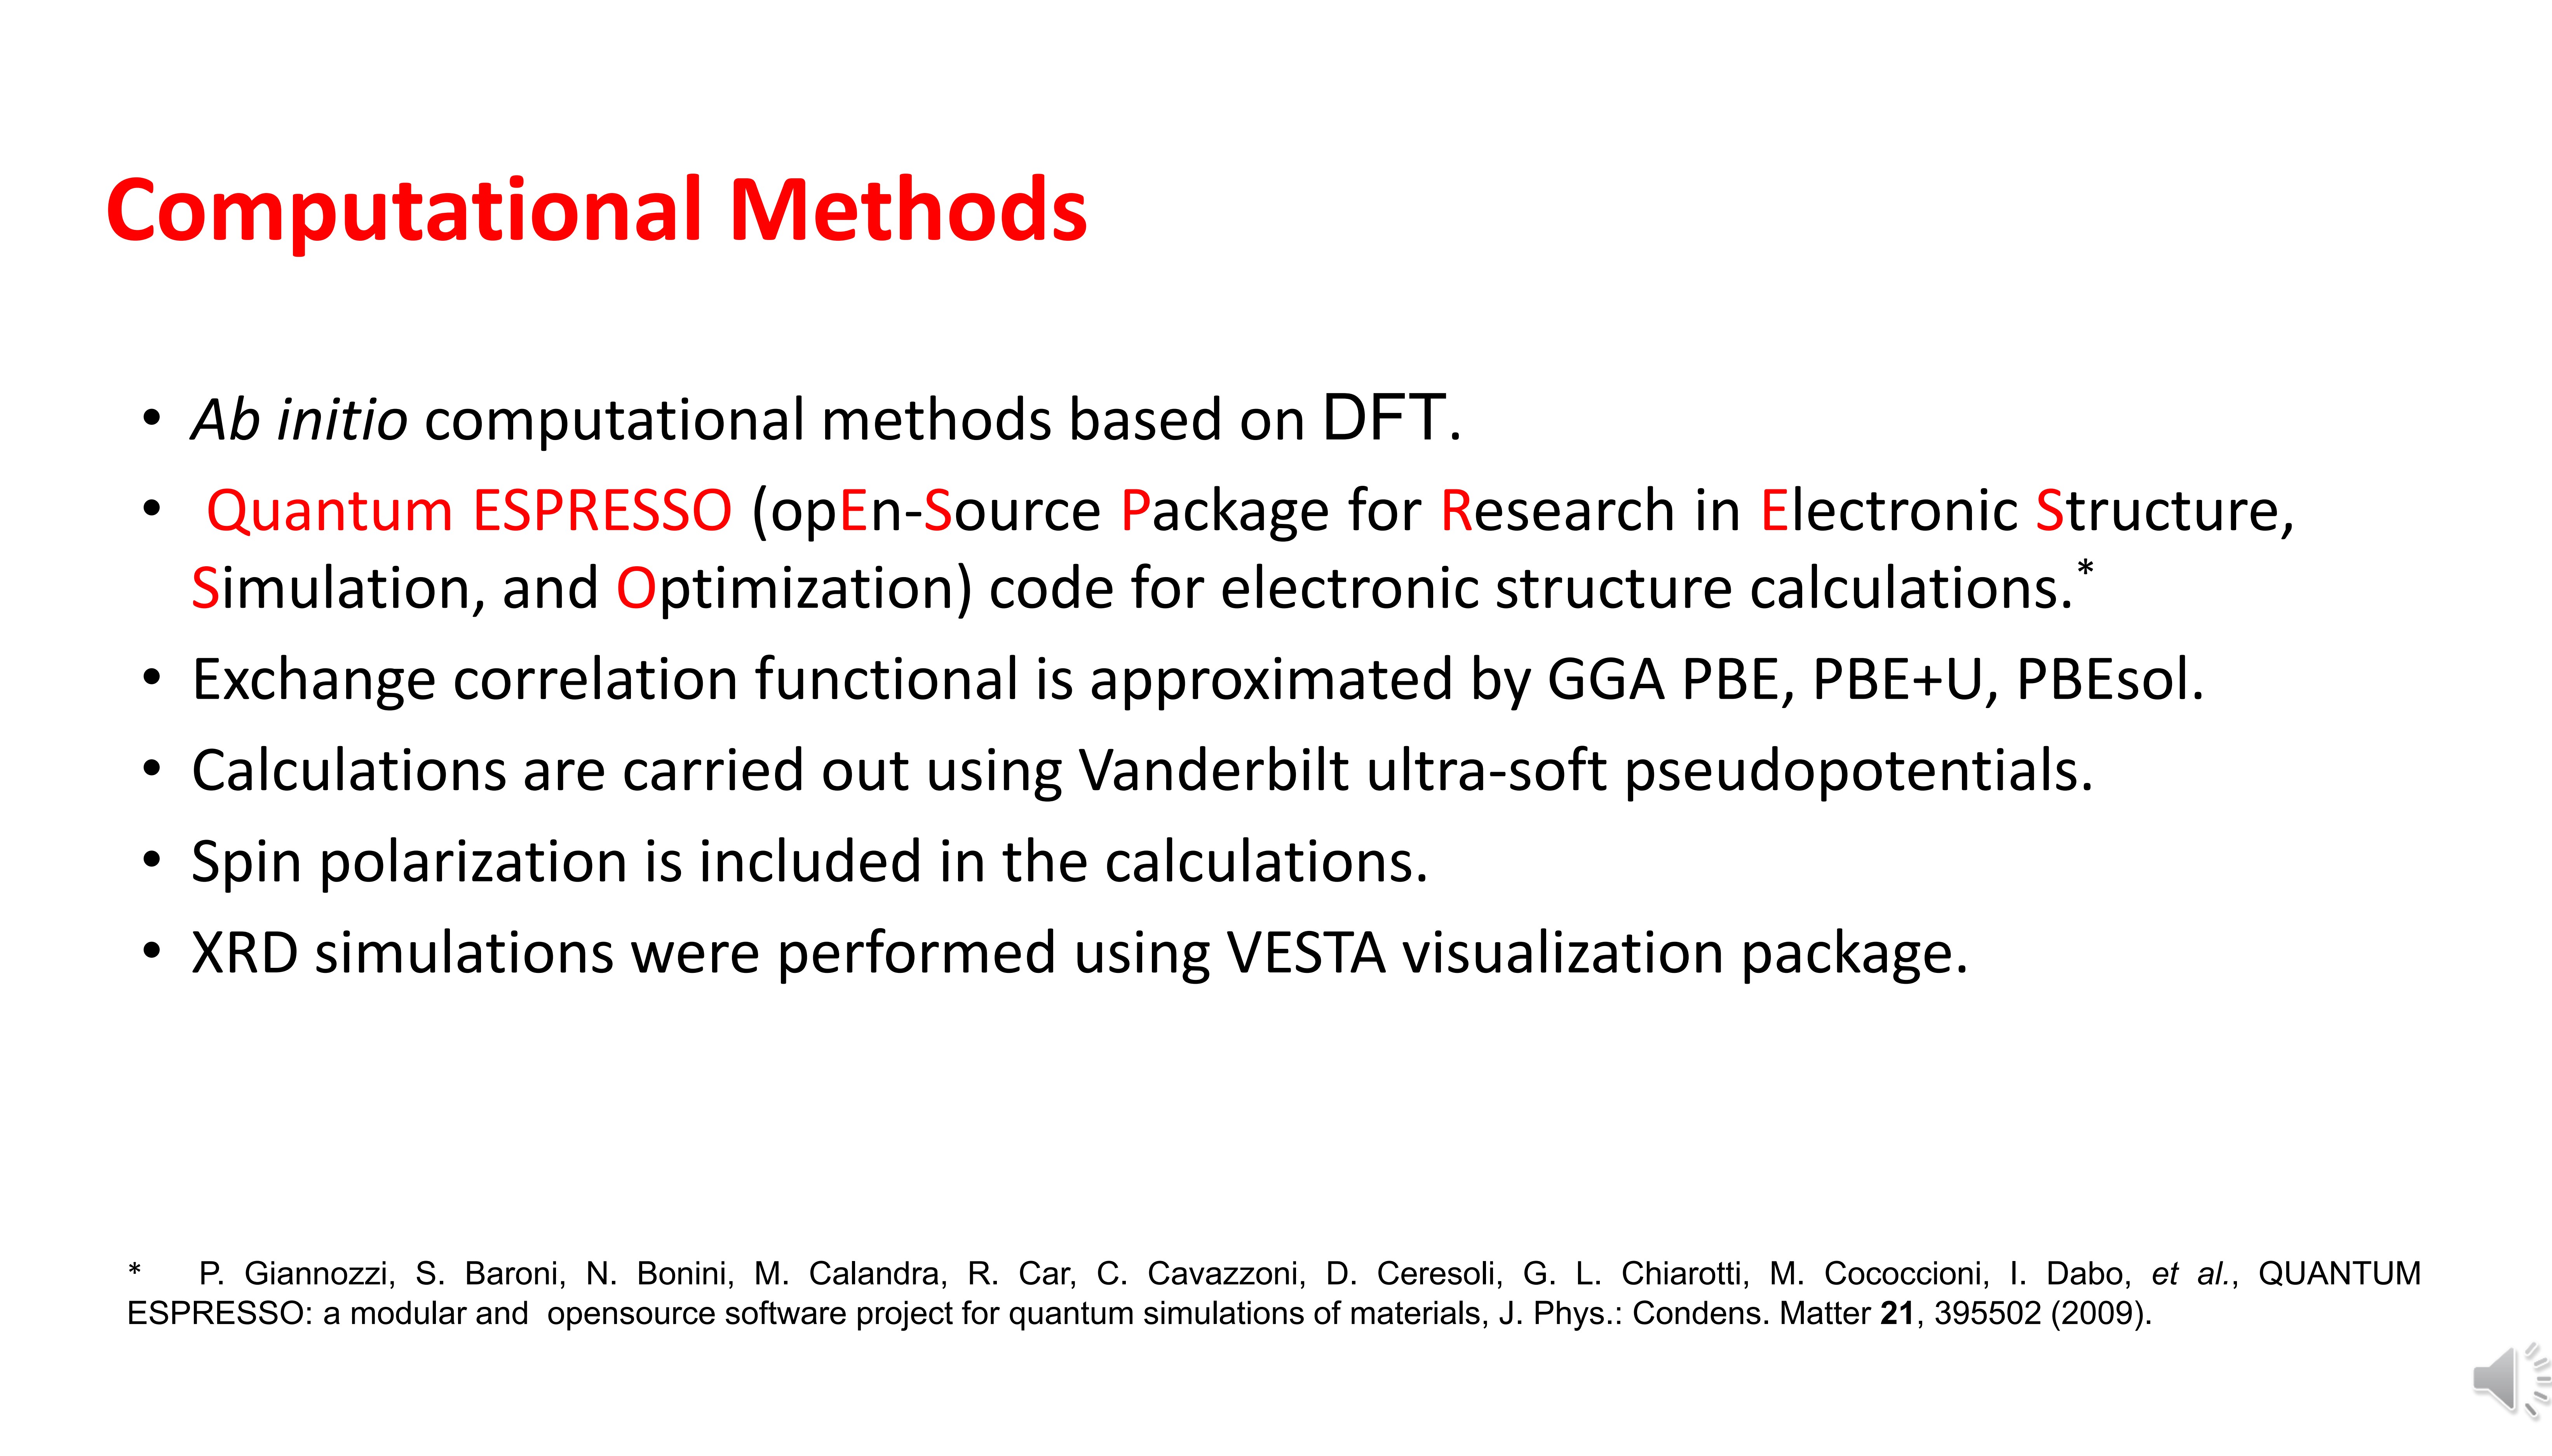 Computational Methods
• Ab initio computational methods based on DFT.
• Quantum ESPRESSO (opEn-Source Package for Research in Electronic Structure,
Simulation, and Optimization) code for electronic structure calculations.*
• Exchange correlation functional is approximated by GGA PBE, PBE+U, PBEsol.
• Calculations are carried out using Vanderbilt ultra-soft pseudopotentials.
• Spin polarization is included in the calculations.
• XRD simulations were performed using VESTA visualization package.
* P. Giannozzi, S. Baroni, N. Bonini, M. Calandra, R. Car, C. Cavazzoni, D. Ceresoli, G. L. Chiarotti, M. Cococcioni, I. Dabo, et al., QUANTUM
ESPRESSO: a modular and opensource software project for quantum simulations of materials, J. Phys.: Condens. Matter 21, 395502 (2009).